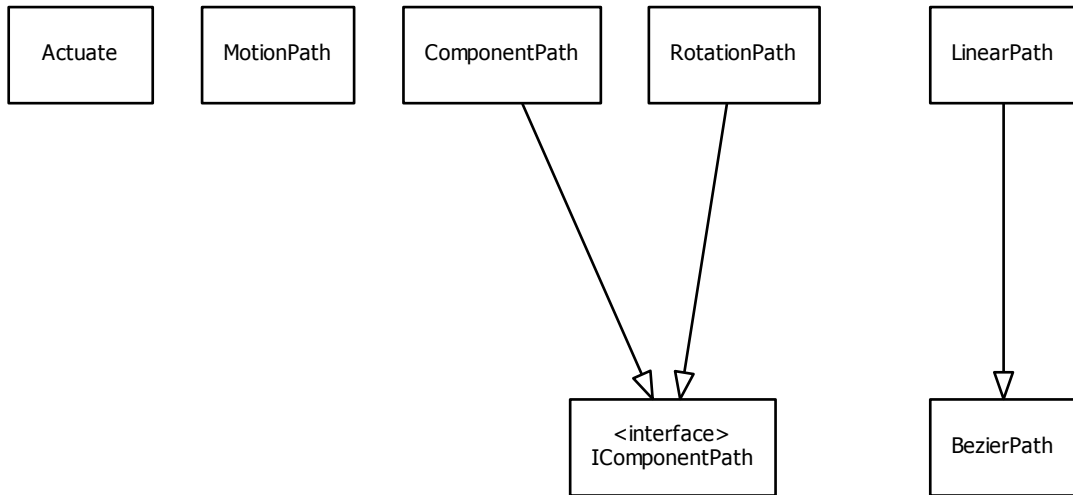 Actuate
MotionPath
ComponentPath
RotationPath
LinearPath
<interface>
IComponentPath
BezierPath